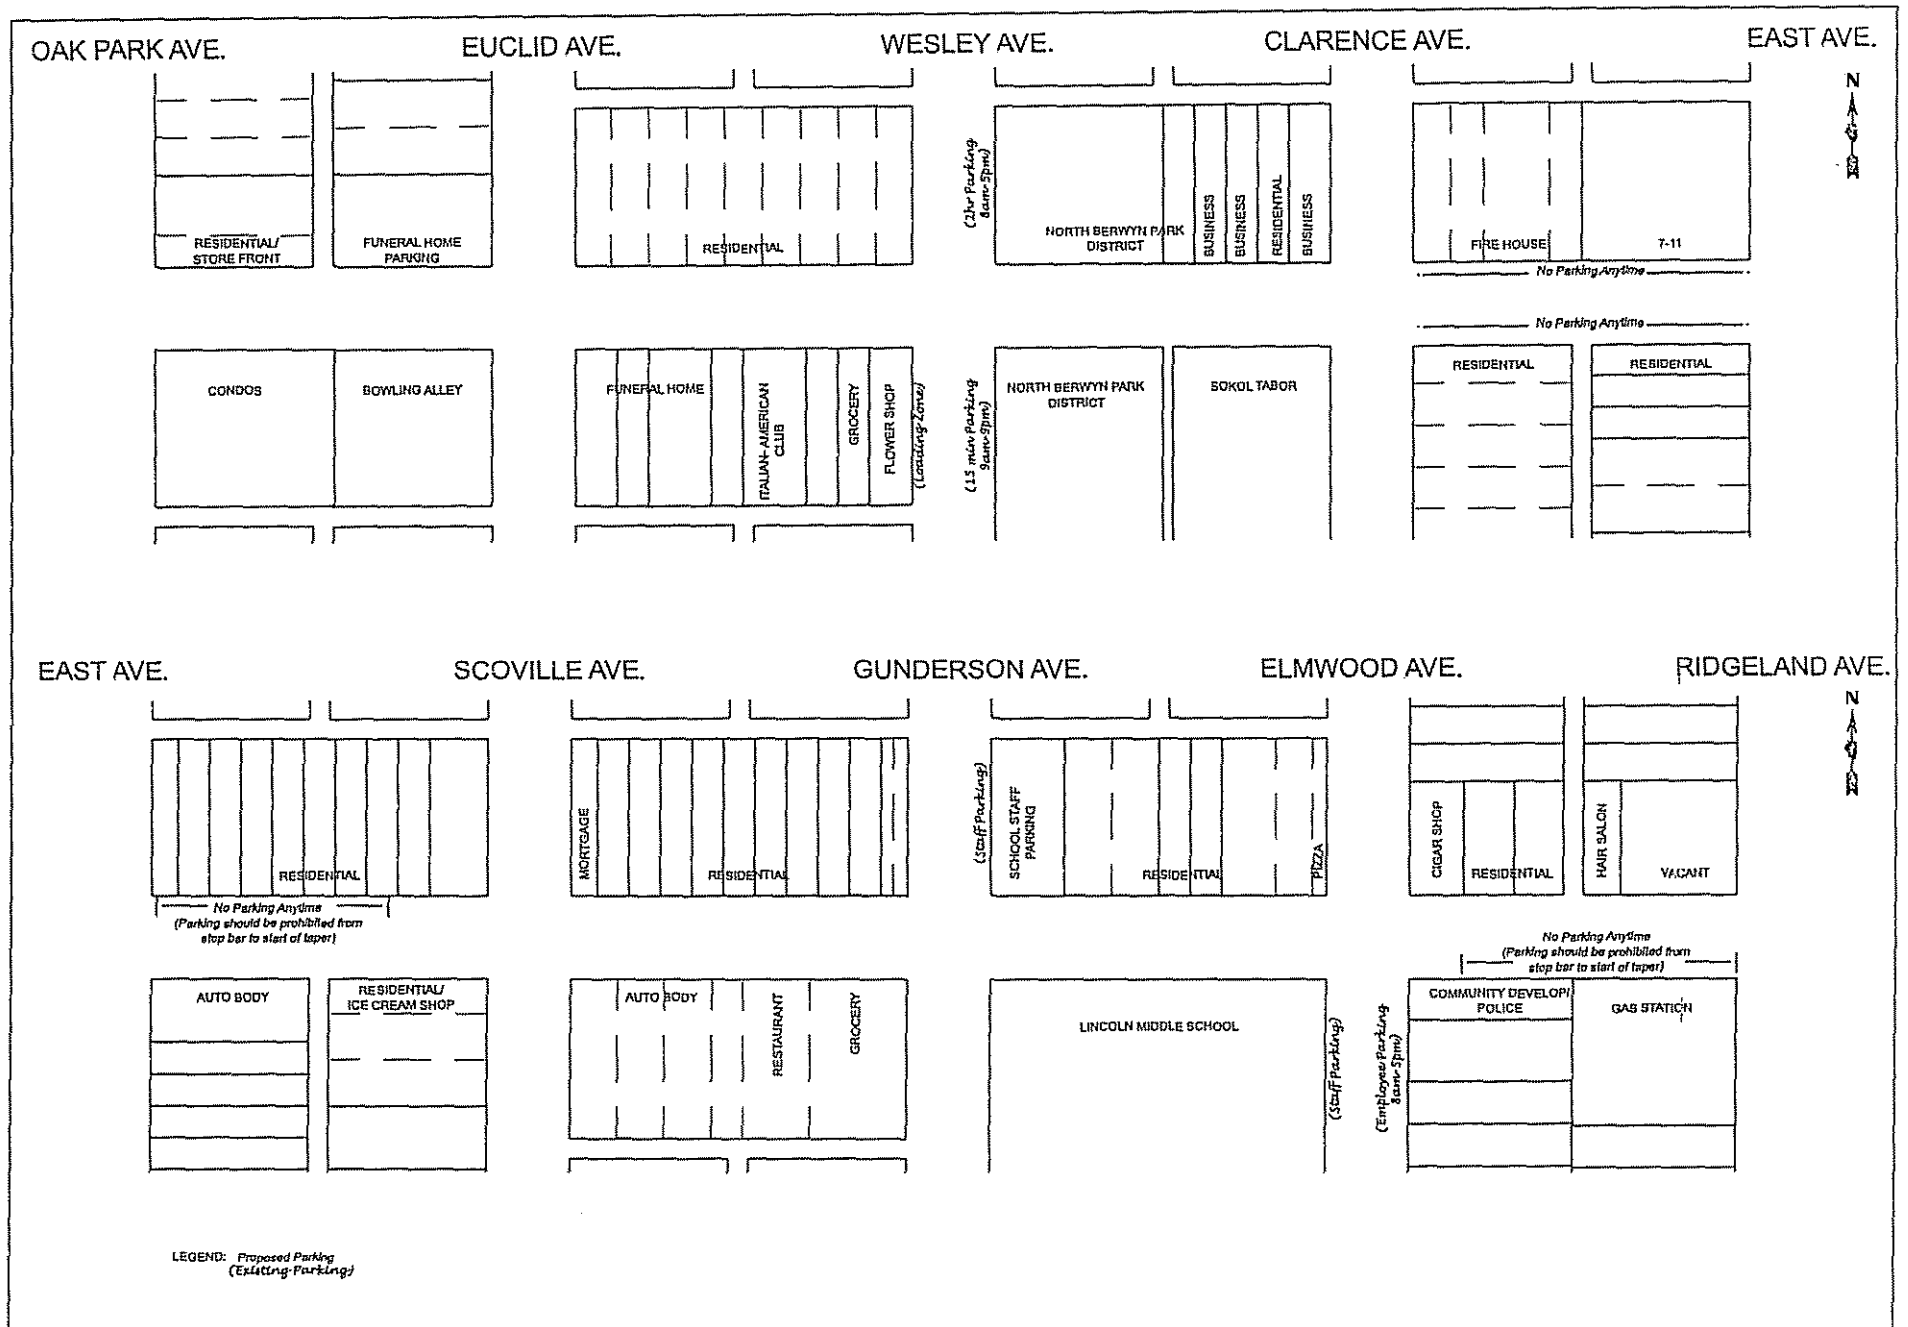 OAK PARK AVE.
EUCLID AVE.
WESLEY AVE.
CLARENCE AVE.
EAST AVE.
N
RESIDENTIAL/
STORE FRONT
FUNERAL HOME
PARKING
RESIDENTIAL
(2hr Parking
8am-5pm)
NORTH BERWYN PARK
DISTRICT
BUSINESS
BUSINESS
RESIDENTIAL
BUSINESS
FIRE HOUSE
7-11
No Parking Anytime
No Parking Anytime
CONDOS
BOWLING ALLEY
FUNERAL HOME
ITALIAN-AMERICAN
CLUB
GROCERY
FLOWER SHOP
(Loading Zone)
(15 min Parking
9am-9pm)
NORTH BERWYN PARK
DISTRICT
SOKOL TABOR
RESIDENTIAL
RESIDENTIAL
EAST AVE.
SCOVILLE AVE.
GUNDERSON AVE.
ELMWOOD AVE.
RIDGELAND AVE.
N
RESIDENTIAL
MORTGAGE
RESIDENTIAL
(Staff Parking)
SCHOOL STAFF
PARKING
RESIDENTIAL
PIZZA
CIGAR SHOP
RESIDENTIAL
HAIR SALON
VACANT
No Parking Anytime
(Parking should be prohibited from
stop bar to start of taper)
No Parking Anytime
(Parking should be prohibited from
stop bar to start of taper)
AUTO BODY
RESIDENTIAL/
ICE CREAM SHOP
AUTO BODY
RESTAURANT
GROCERY
LINCOLN MIDDLE SCHOOL
(Staff Parking)
(Employee Parking
8am-5pm)
COMMUNITY DEVELOP/
POLICE
GAS STATION
LEGEND: Proposed Parking
(Existing Parking)